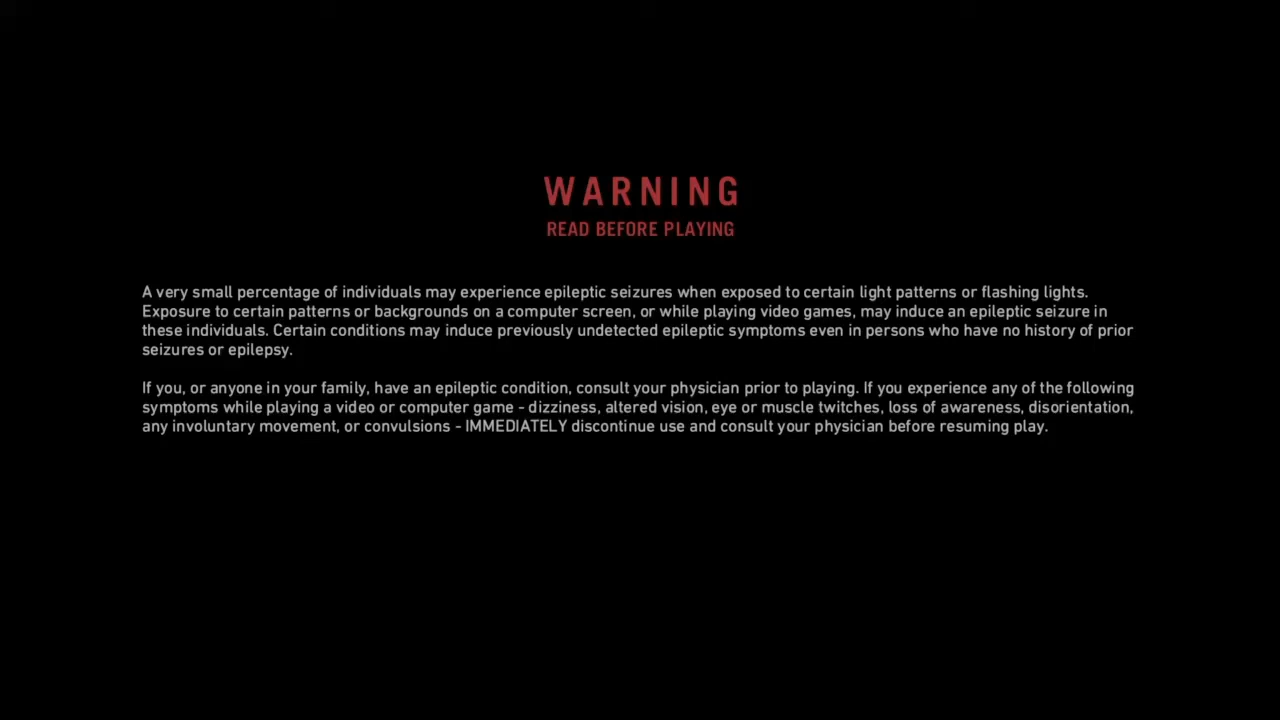 WARNING
READ BEFORE PLAYING
A very small percentage of individuals may experience epileptic seizures when exposed to certain light patterns or flashing lights.
Exposure to certain patterns or backgrounds on a computer screen, or while playing video games, may induce an epileptic seizure in
these individuals. Certain conditions may induce previously undetected epileptic symptoms even in persons who have no history of prior
seizures or epilepsy.
If you, or anyone in your family, have an epileptic condition, consult your physician prior to playing. If you experience any of the following
symptoms while playing a video or computer game - dizziness, altered vision, eye or muscle twitches, loss of awareness, disorientation,
any involuntary movement, or convulsions - IMMEDIATELY discontinue use and consult your physician before resuming play.